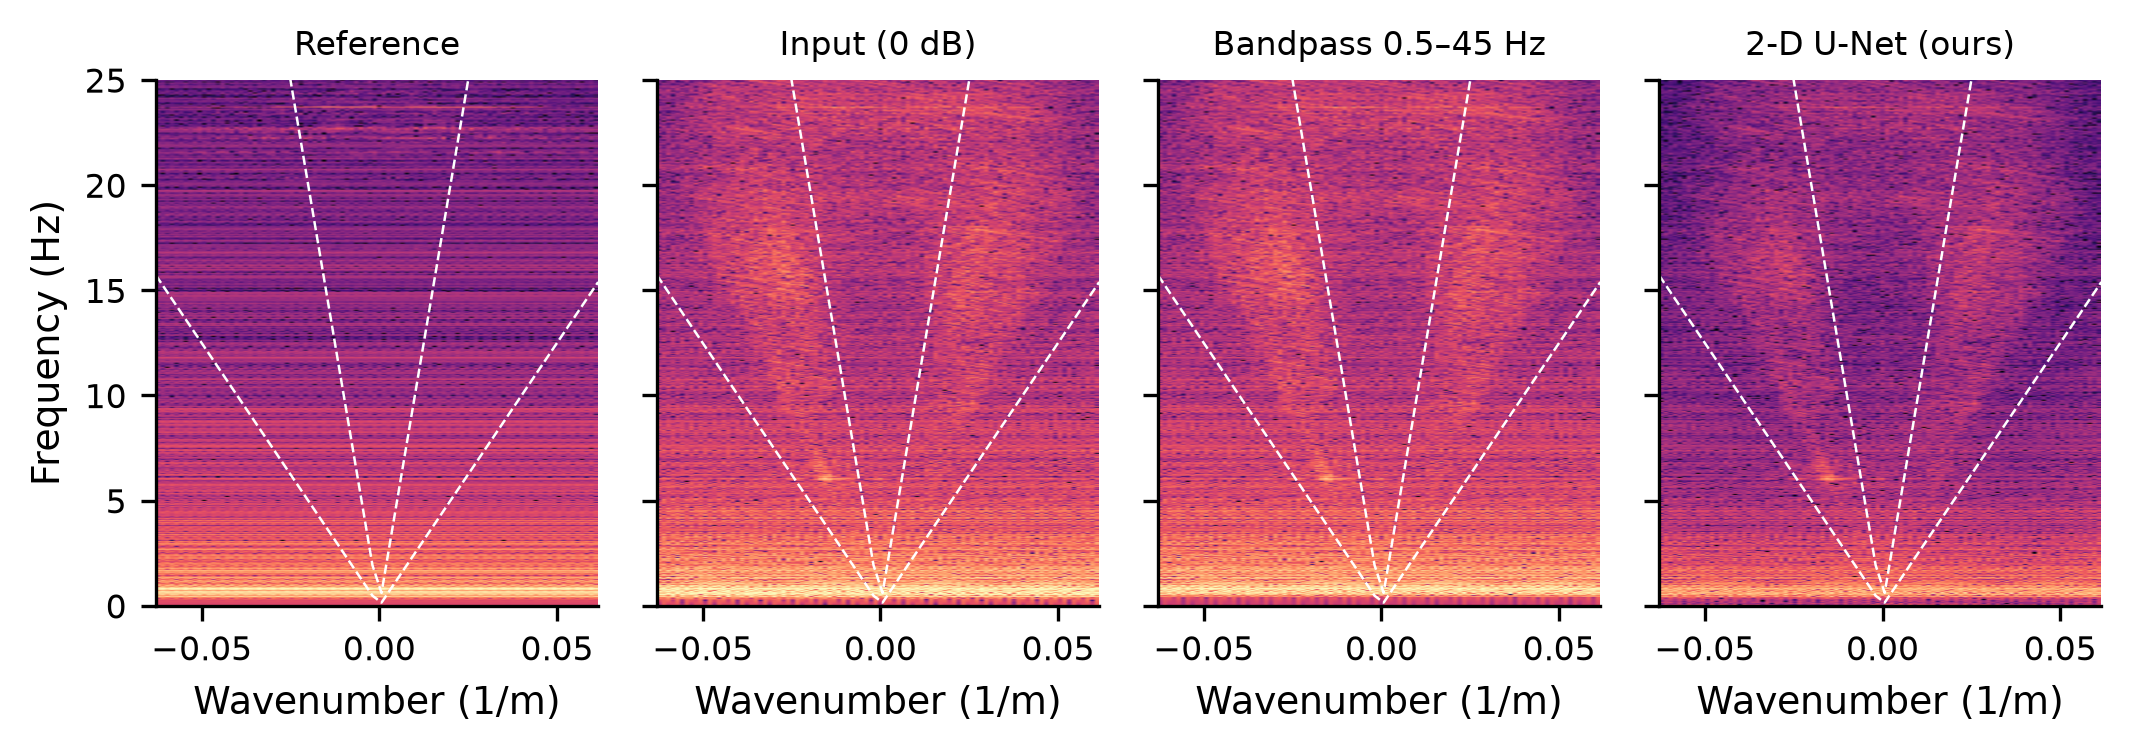 Reference
Input (0 dB)
Bandpass 0.5–45 Hz
2-D U-Net (ours)
Frequency (Hz)
25
20
15
10
5
0
−0.05 0.00 0.05
−0.05 0.00 0.05
−0.05 0.00 0.05
−0.05 0.00 0.05
Wavenumber (1/m)
Wavenumber (1/m)
Wavenumber (1/m)
Wavenumber (1/m)